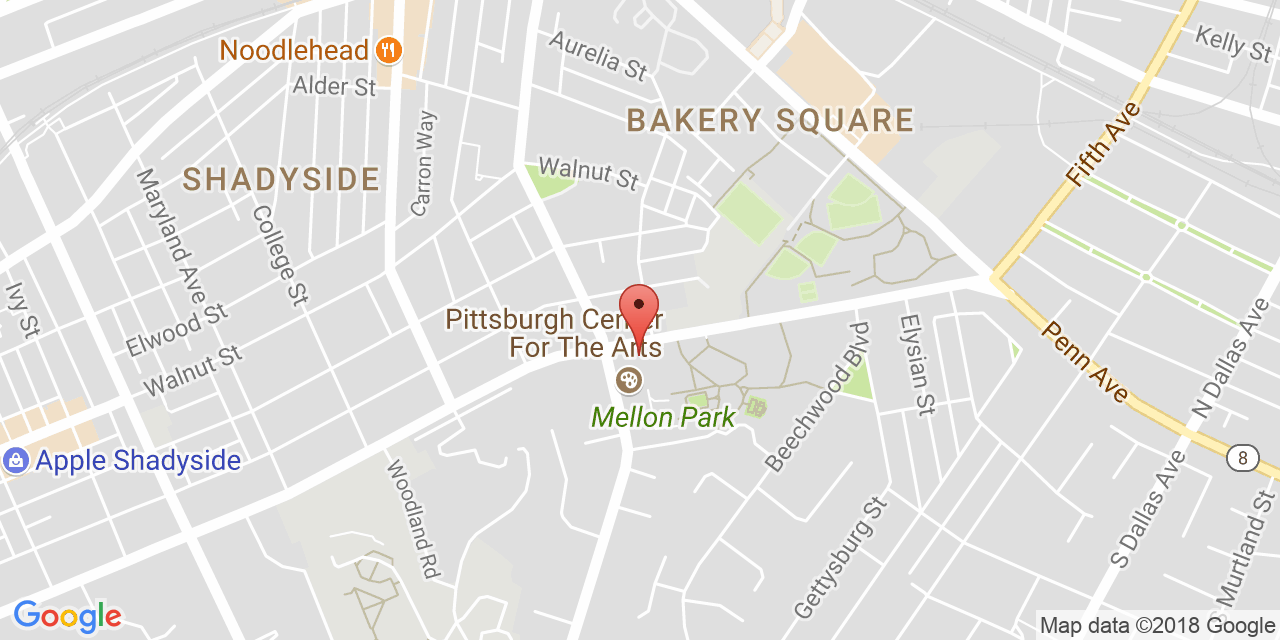 Noodlehead
Alder St
Aurelia St
BAKERY SQUARE
Kelly St
Fifth Ave
Carron Way
Walnut St
SHADYSIDE
Maryland Ave
College St
Ivy St
Elwood St
Walnut St
Pittsburgh Center
For The Arts
Mellon Park
Beechwood Blvd
Elysian St
Penn Ave
N Dallas Ave
8
Apple Shadyside
Woodland Rd
Gettysburg St
S Dallas Ave
S Murtland St
Google
Map data ©2018 Google